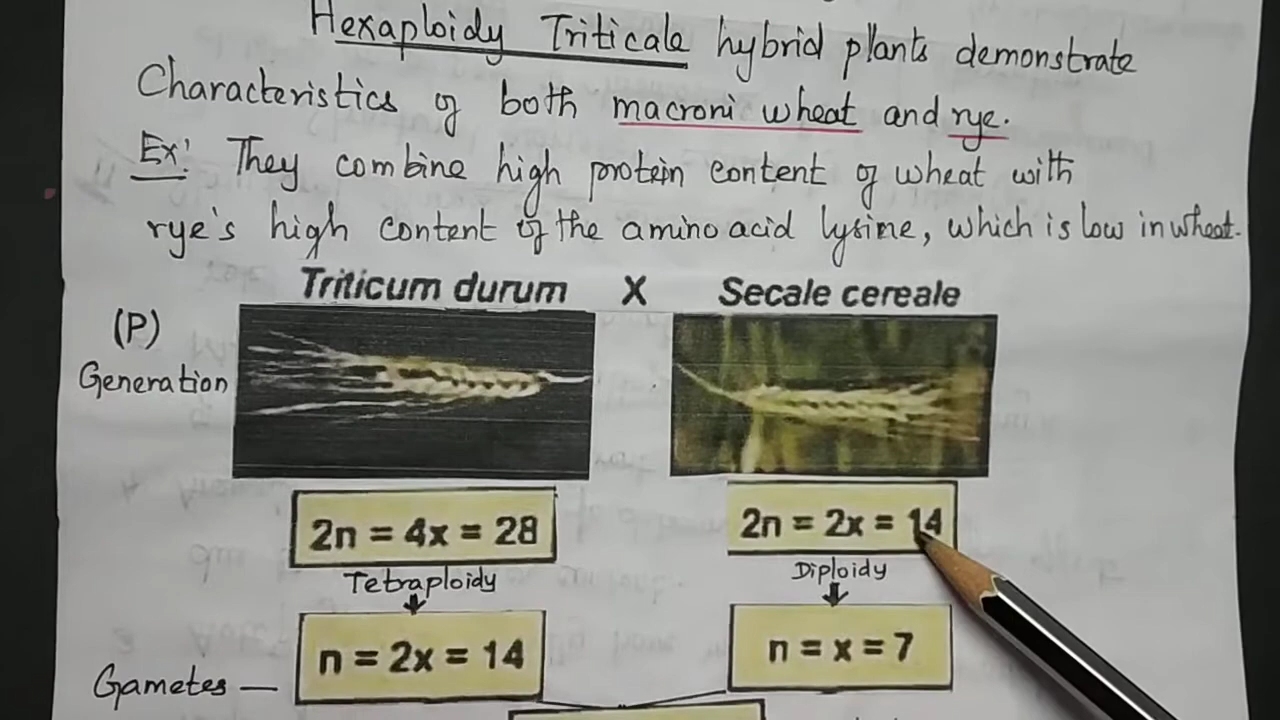 Hexaploidy Triticale hybrid plants demonstrate
Characteristics of both macroni wheat and rye.
Ex: They combine high protein content of wheat with
rye's high content of the amino acid lysine, which is low in wheat.
Triticum durum X Secale cereale
(P)
Generation
2n = 4x = 28 2n = 2x = 14
Tetraploidy Diploidy
n = 2x = 14 n = x = 7
Gametes —